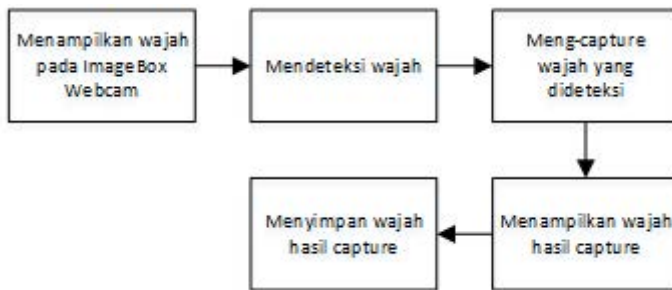 Menampilkan wajah
pada ImageBox
Webcam
Mendeteksi wajah
Meng-capture
wajah yang
dideteksi
Menampilkan wajah
hasil capture
Menyimpan wajah
hasil capture